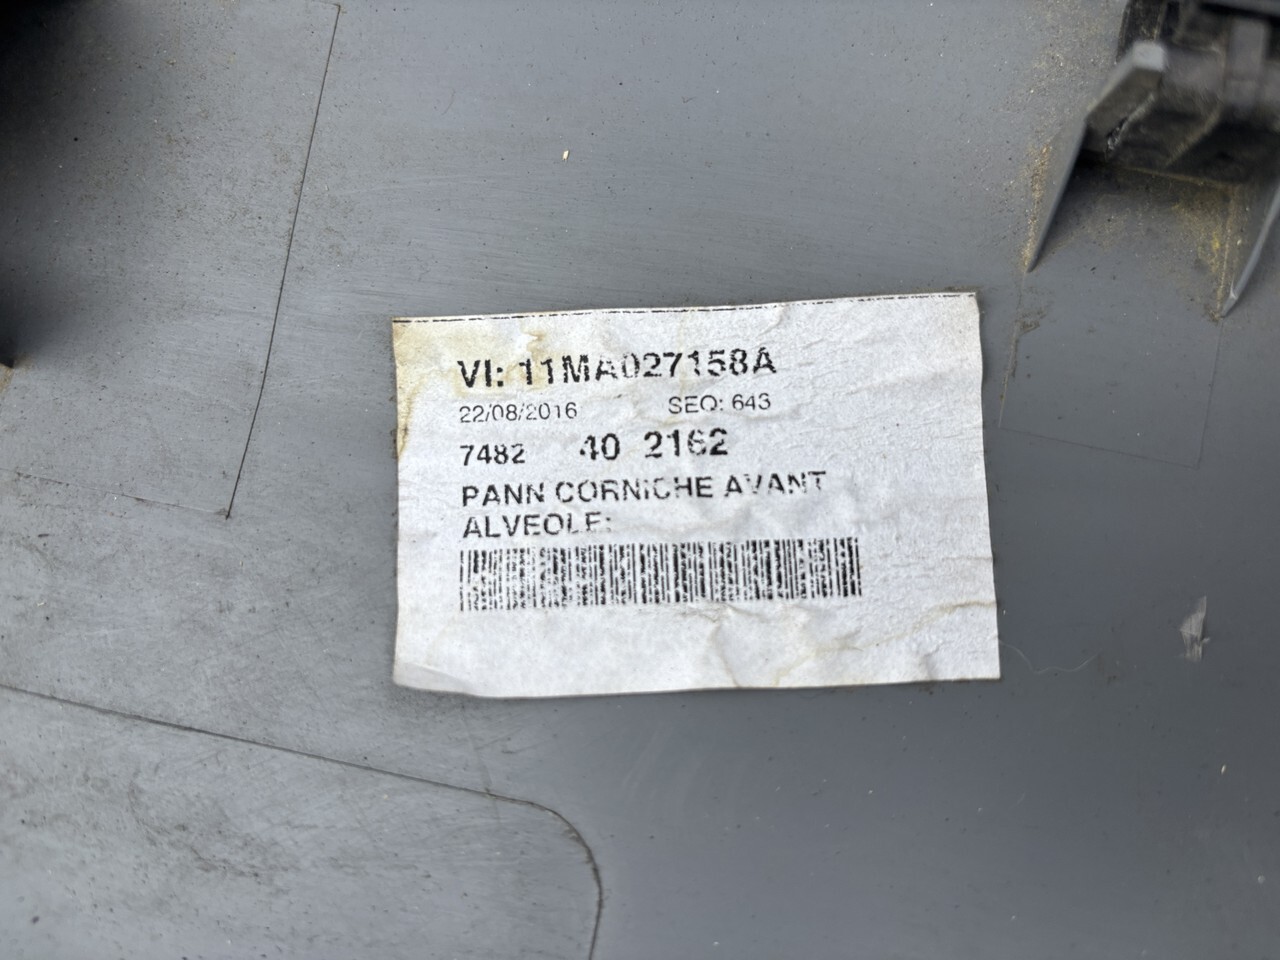 VI: 11MA027158A
22/08/2016 SEQ: 643
7482 40 2162
PANN CORNICHE AVANT
ALVEOLE: